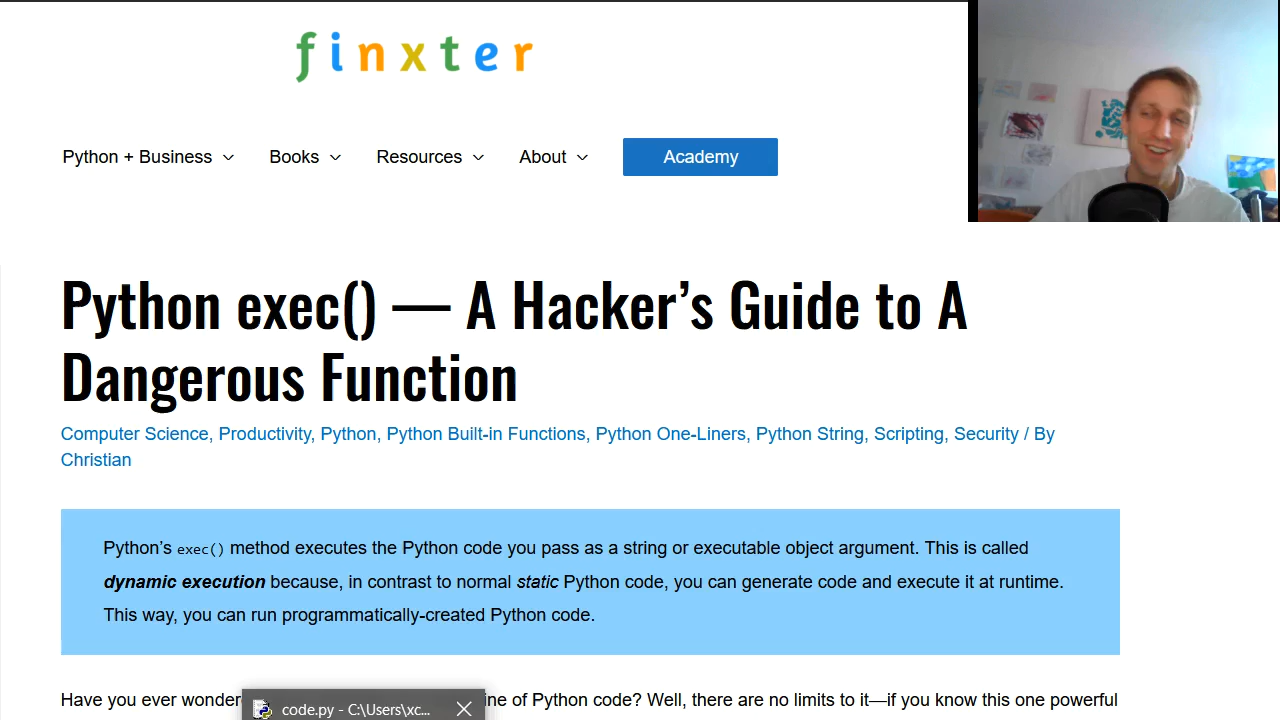 finxter
Python + Business
Books
Resources
About
Academy
Python exec() — A Hacker’s Guide to A
Dangerous Function
Computer Science, Productivity, Python, Python Built-in Functions, Python One-Liners, Python String, Scripting, Security / By
Christian
Python’s exec() method executes the Python code you pass as a string or executable object argument. This is called
dynamic execution because, in contrast to normal static Python code, you can generate code and execute it at runtime.
This way, you can run programmatically-created Python code.
Have you ever wonder ine of Python code? Well, there are no limits to it—if you know this one powerful
code.py - C:\Users\xc...